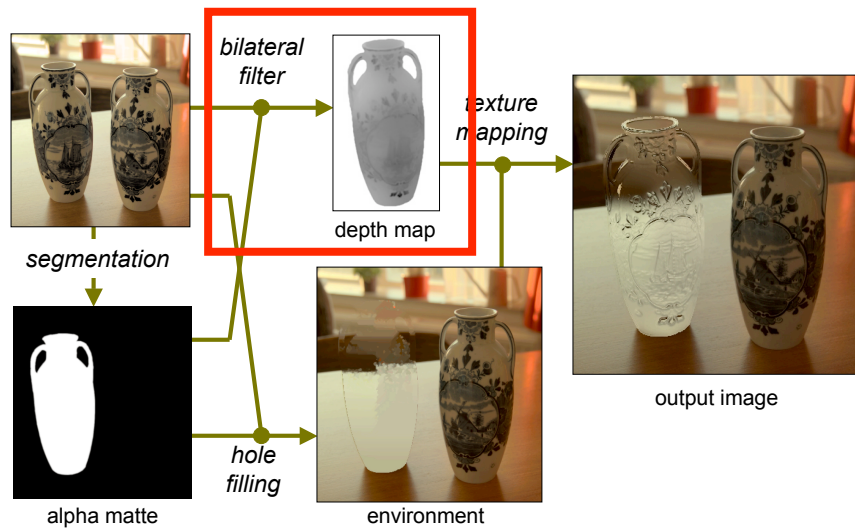 bilateral
filter
texture
mapping
depth map
segmentation
output image
hole
filling
alpha matte
environment